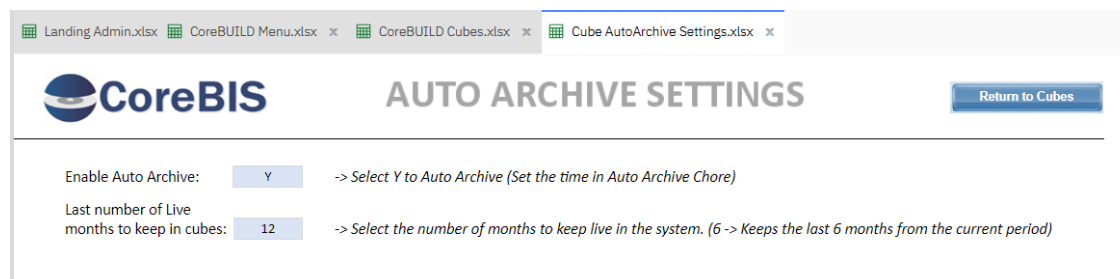 Landing Admin.xlsx CoreBUILD Menu.xlsx x CoreBUILD Cubes.xlsx x Cube AutoArchive Settings.xlsx x
CoreBIS AUTO ARCHIVE SETTINGS Return to Cubes
Enable Auto Archive: Y -> Select Y to Auto Archive (Set the time in Auto Archive Chore)
Last number of Live
months to keep in cubes: 12 -> Select the number of months to keep live in the system. (6 -> Keeps the last 6 months from the current period)